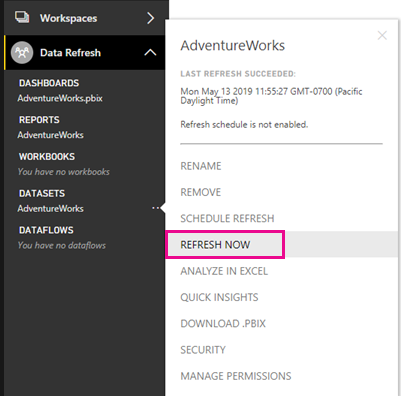 Workspaces
Data Refresh
DASHBOARDS
AdventureWorks.pbix
REPORTS
AdventureWorks
WORKBOOKS
You have no workbooks
DATASETS
AdventureWorks
DATAFLOWS
You have no dataflows
AdventureWorks
LAST REFRESH SUCCEEDED:
Mon May 13 2019 11:55:27 GMT-0700 (Pacific
Daylight Time)
Refresh schedule is not enabled.
RENAME
REMOVE
SCHEDULE REFRESH
REFRESH NOW
ANALYZE IN EXCEL
QUICK INSIGHTS
DOWNLOAD .PBIX
SECURITY
MANAGE PERMISSIONS